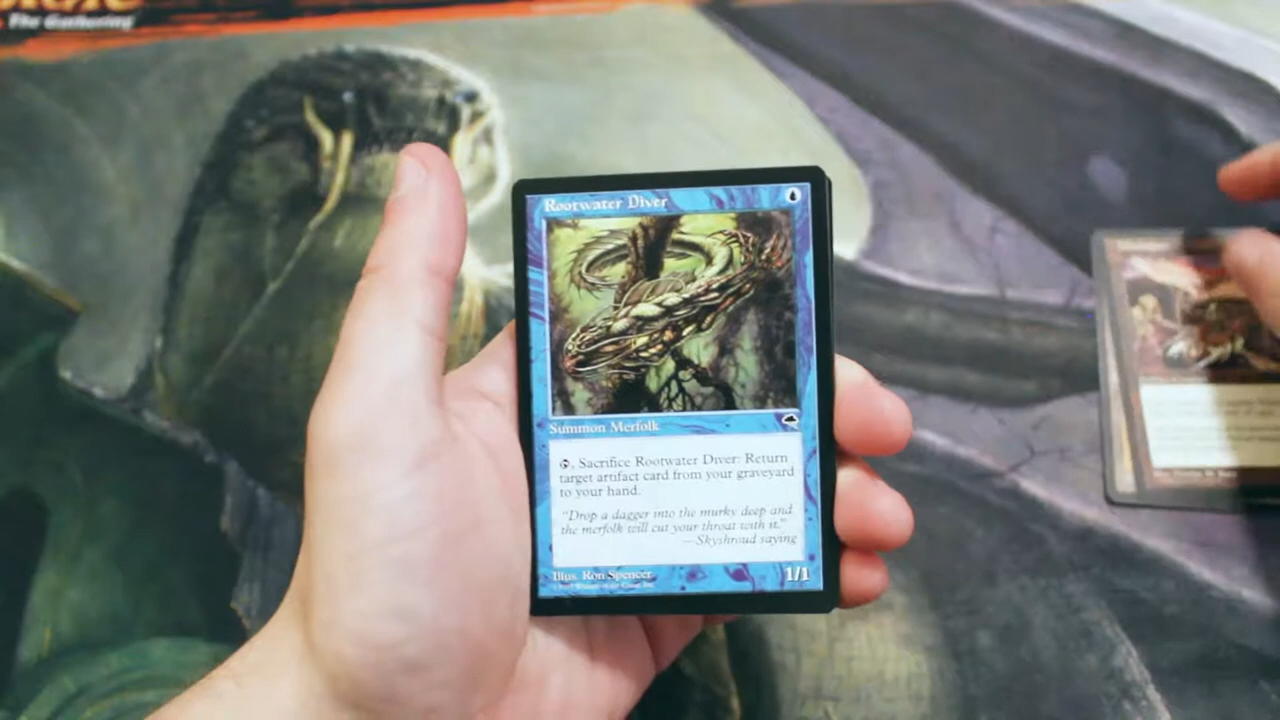 The Gathering
Rootwater Diver
Summon Merfolk
, Sacrifice Rootwater Diver: Return
target artifact card from your graveyard
to your hand.
"Drop a dagger into the murky deep and
the merfolk will cut your throat with it."
—Skyshroud saying
Illus. Ron Spencer
1/1